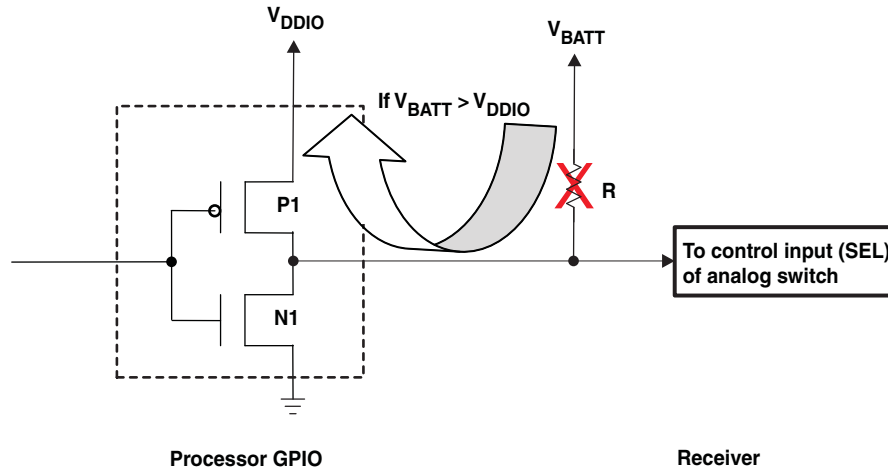 VDDIO
VBATT
If VBATT > VDDIO
P1
R
To control input (SEL)
of analog switch
N1
Processor GPIO
Receiver